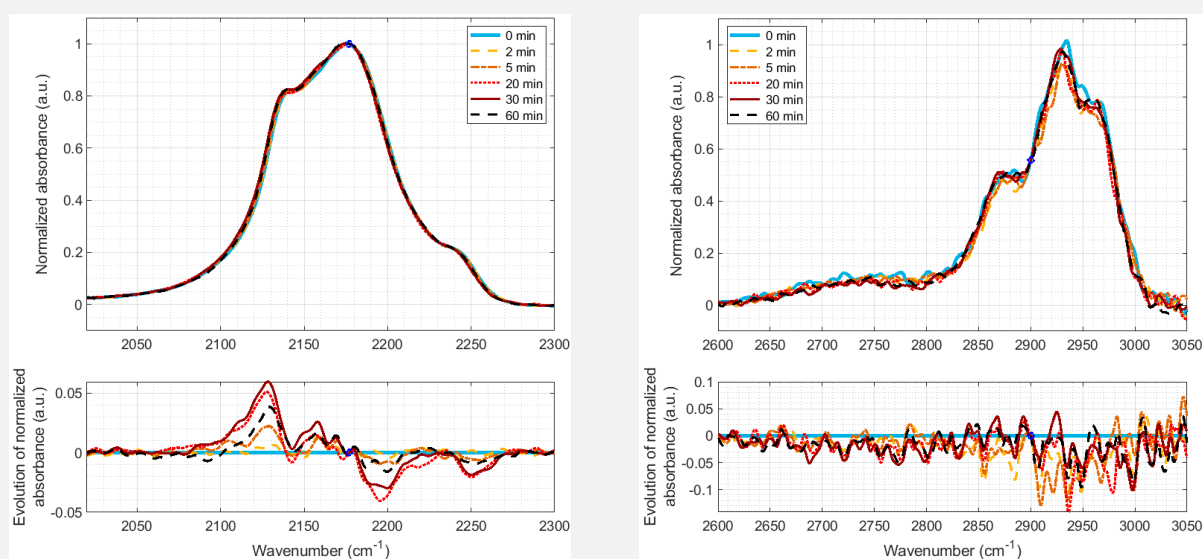 Normalized absorbance (a.u.)
1
0.8
0.6
0.4
0.2
0
0 min
2 min
5 min
20 min
30 min
60 min
2050
2100
2150
2200
2250
2300
Evolution of normalized
absorbance (a.u.)
0.05
0
-0.05
2050
2100
2150
2200
2250
2300
Wavenumber (cm⁻¹)
Normalized absorbance (a.u.)
1
0.8
0.6
0.4
0.2
0
0 min
2 min
5 min
20 min
30 min
60 min
2600
2650
2700
2750
2800
2850
2900
2950
3000
3050
Evolution of normalized
absorbance (a.u.)
0.1
0.05
0
-0.05
-0.1
2600
2650
2700
2750
2800
2850
2900
2950
3000
3050
Wavenumber (cm⁻¹)